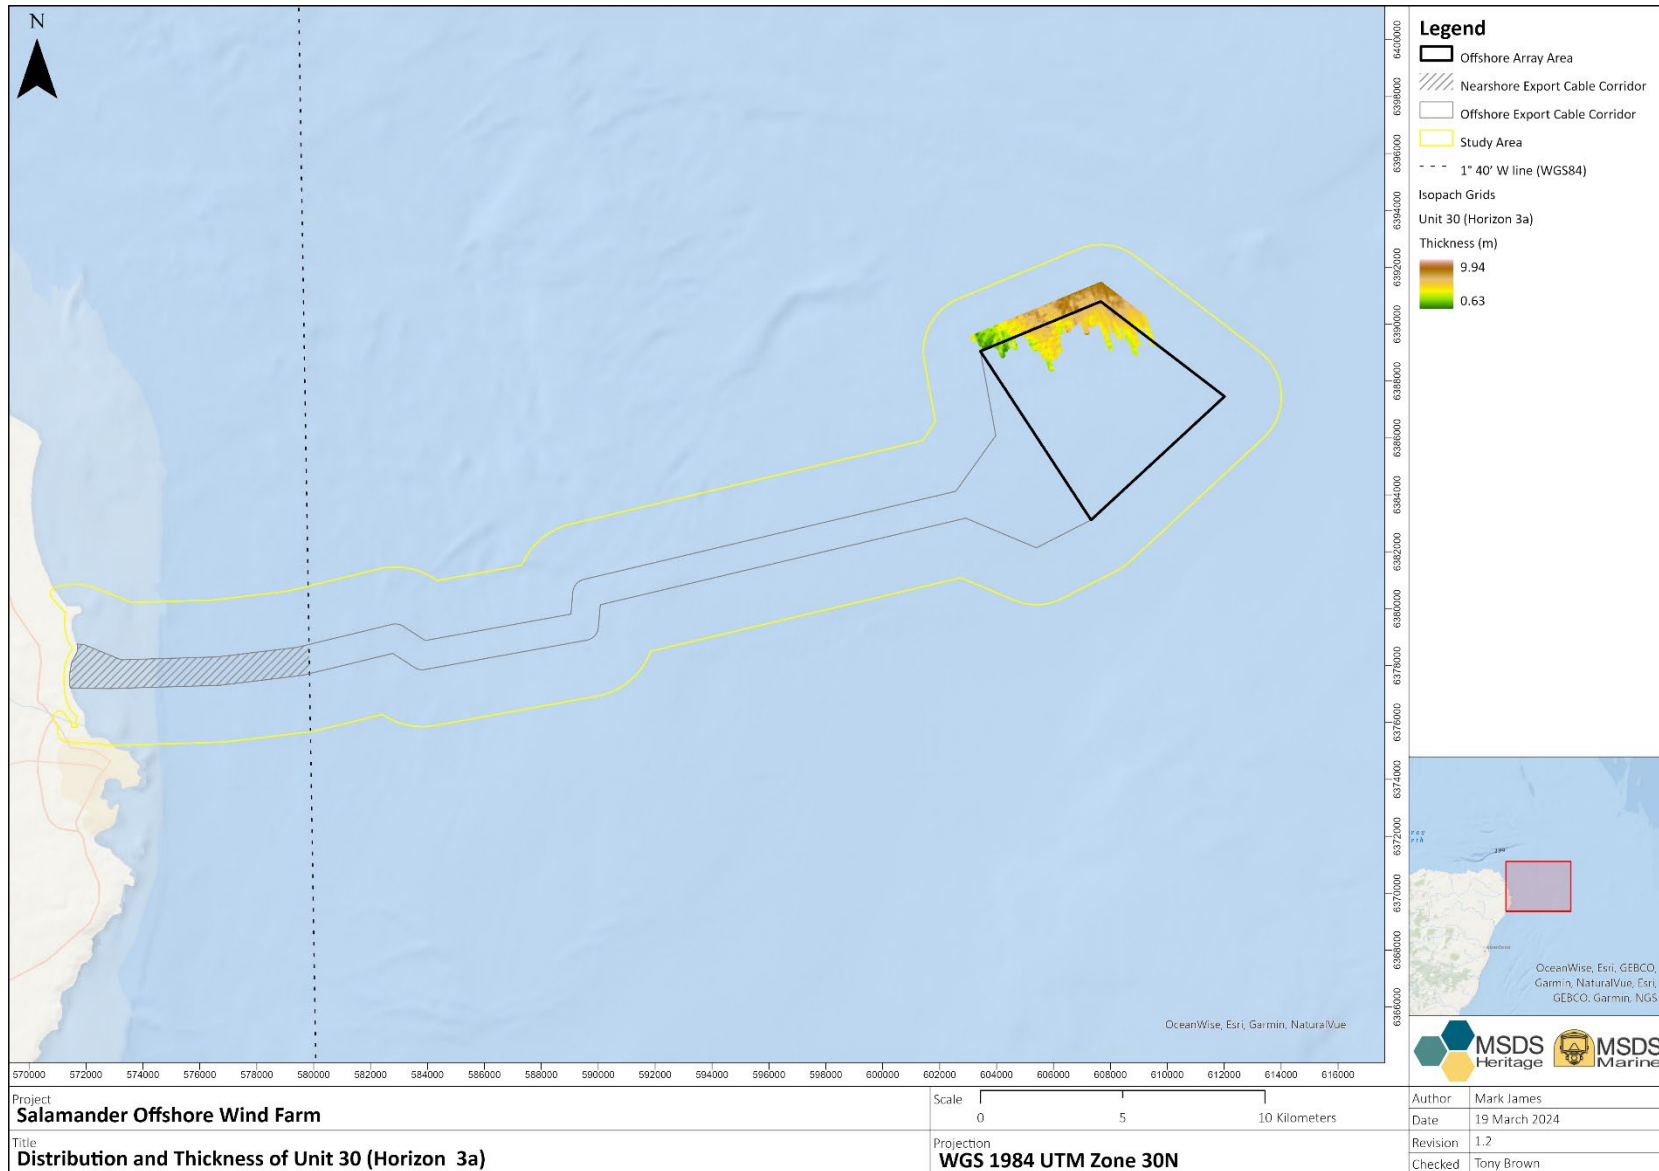 N
Legend
Offshore Array Area
Nearshore Export Cable Corridor
Offshore Export Cable Corridor
Study Area
1° 40' W line (WGS84)
Isopach Grids
Unit 30 (Horizon 3a)
Thickness (m)
9.94
0.63
6400000
6398000
6396000
6394000
6392000
6390000
6388000
6386000
6384000
6382000
6380000
6378000
6376000
6374000
6372000
6370000
6368000
6366000
OceanWise, Esri, Garmin, NaturalVue
570000 572000 574000 576000 578000 580000 582000 584000 586000 588000 590000 592000 594000 596000 598000 600000 602000 604000 606000 608000 610000 612000 614000 616000
OceanWise, Esri, GEBCO,
Garmin, NaturalVue, Esri,
GEBCO, Garmin, NGS
MSDS
Heritage
MSDS
Marine
Project
Salamander Offshore Wind Farm
Title
Distribution and Thickness of Unit 30 (Horizon 3a)
Scale
0 5 10 Kilometers
Projection
WGS 1984 UTM Zone 30N
Author Mark James
Date 19 March 2024
Revision 1.2
Checked Tony Brown